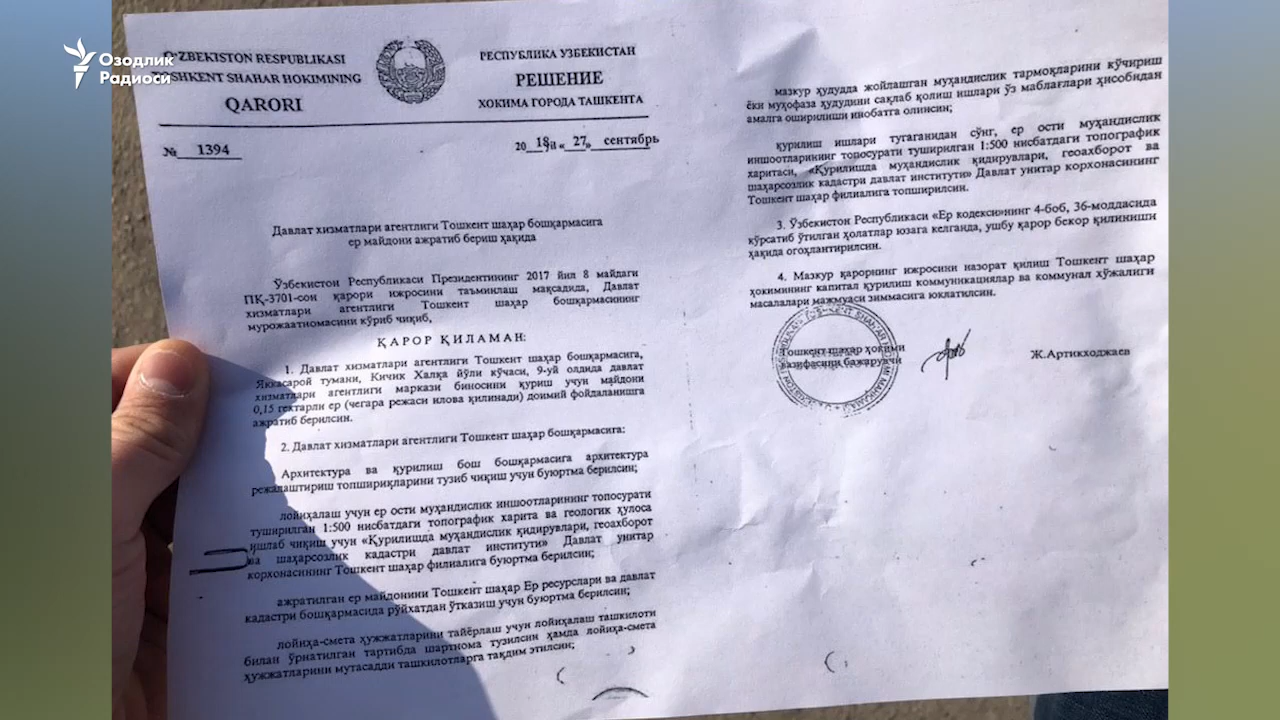 Озодлик
Радиоси
O‘ZBEKISTON RESPUBLIKASI
TOSHKENT SHAHAR HOKIMINING
QARORI
РЕСПУБЛИКА УЗБЕКИСТАН
РЕШЕНИЕ
ХОКИМА ГОРОДА ТАШКЕНТА
№ 1394
2018 й «27» сентябрь
Давлат хизматлари агентлиги Тошкент шаҳар бошқармасига
ер майдони ажратиб бериш ҳақида
Ўзбекистон Республикаси Президентининг 2017 йил 8 майдаги
ПҚ-3701-сон қарори ижросини таъминлаш мақсадида, Давлат
хизматлари агентлиги Тошкент шаҳар бошқармасининг
мурожаатномасини кўриб чиқиб,
ҚАРОР ҚИЛАМАН:
1. Давлат хизматлари агентлиги Тошкент шаҳар бошқармасига,
Яккасарой тумани, Кичик Халқа йўли кўчаси, 9-уй олдида давлат
хизматлари агентлиги маркази биносини қуриш учун майдони
0,15 гектарли ер (чегара режаси илова қилинади) доимий фойдаланишга
ажратиб берилсин.
2. Давлат хизматлари агентлиги Тошкент шаҳар бошқармасига:
Архитектура ва қурилиш бош бошқармасига архитектура
режалаштириш топшириқларини тузиб чиқиш учун буюртма берилсин;
лойиҳалаш учун ер ости муҳандислик иншоотларининг топосурати
туширилган 1:500 нисбатдаги топографик харита ва геологик ҳулоса
ишлаб чиқиш учун «Қурилишда муҳандислик қидирувлари, геоахборот
ва шаҳарсозлик кадастри давлат институти» Давлат унитар
корхонасининг Тошкент шаҳар филиалига буюртма берилсин;
ажратилган ер майдонини Тошкент шаҳар Ер ресурслари ва давлат
кадастри бошқармасида рўйхатдан ўтказиш учун буюртма берилсин;
лойиҳа-смета ҳужжатларини тайёрлаш учун лойиҳалаш ташкилоти
билан ўрнатилган тартибда шартнома тузилсин ҳамда лойиҳа-смета
ҳужжатларини мутасадди ташкилотларга тақдим этилсин;
мазкур ҳудудда жойлашган муҳандислик тармоқларини кўчириш
ёки муҳофаза ҳудудини сақлаб қолиш ишлари ўз маблағлари ҳисобидан
амалга оширилиши инобатга олинсин;
қурилиш ишлари тугаганидан сўнг, ер ости муҳандислик
иншоотларининг топосурати туширилган 1:500 нисбатдаги топографик
харитаси, «Қурилишда муҳандислик қидирувлари, геоахборот ва
шаҳарсозлик кадастри давлат институти» Давлат унитар корхонасининг
Тошкент шаҳар филиалига топширилсин.
3. Ўзбекистон Республикаси «Ер кодекси»нинг 4-боб, 36-моддасида
кўрсатиб ўтилган ҳолатлар юзага келганда, ушбу қарор бекор қилиниши
ҳақида огоҳлантирилсин.
4. Мазкур қарорнинг ижросини назорат қилиш Тошкент шаҳар
ҳокимининг капитал қурилиш коммуникациялар ва коммунал хўжалиги
масалалари мажмуаси зиммасига юклатилсин.
Тошкент шаҳар ҳокими
вазифасини бажарувчи
Ж.Артикходжаев